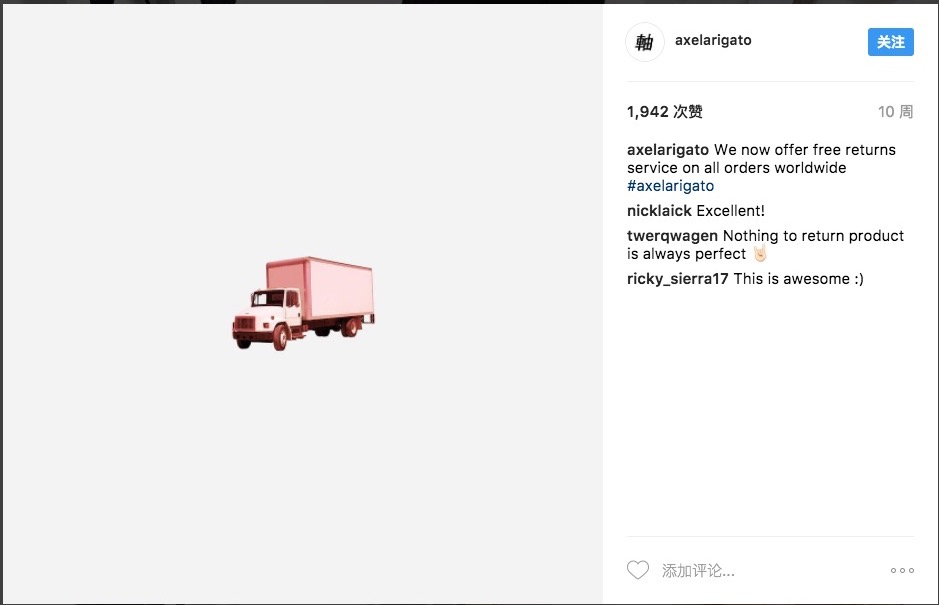 軸
axelarigato
关注
1,942 次赞
10 周
axelarigato We now offer free returns
service on all orders worldwide
#axelarigato
nicklaick Excellent!
twerqwagen Nothing to return product
is always perfect 🤘🏻
ricky_sierra17 This is awesome :)
添加评论...